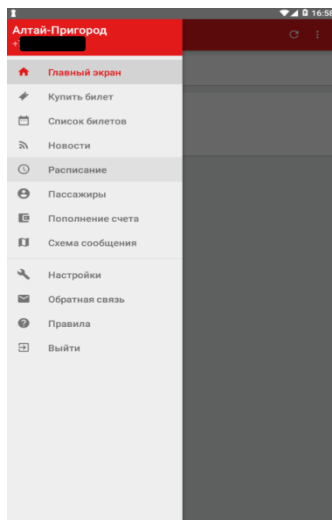 16:58
Алтай-Пригород
+
Главный экран
Купить билет
Список билетов
Новости
Расписание
Пассажиры
Пополнение счета
Схема сообщения
Настройки
Обратная связь
Правила
Выйти